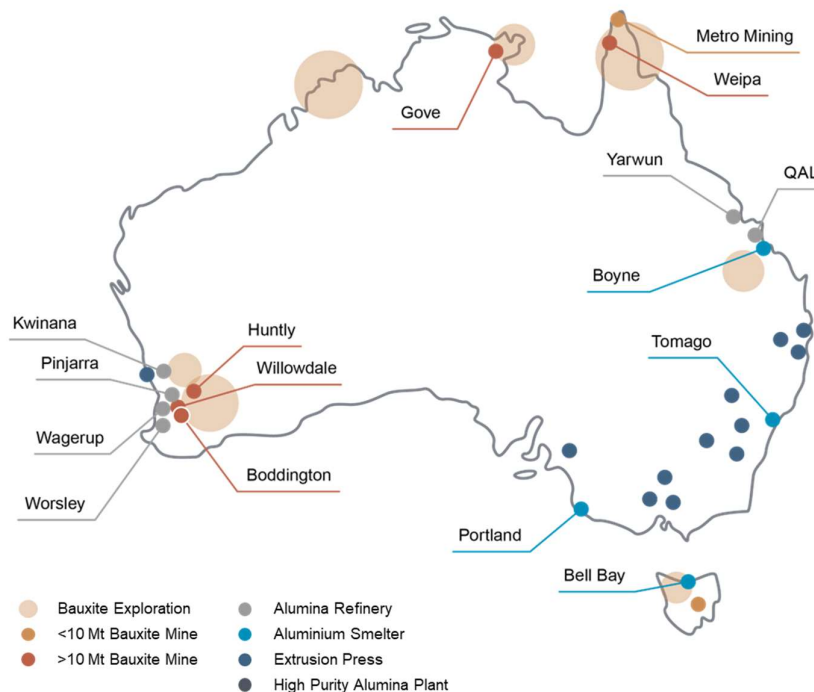 Metro Mining
Weipa
Gove
Yarwun
QAL
Boyne
Kwinana
Huntly
Pinjarra
Willowdale
Tomago
Wagerup
Boddington
Worsley
Portland
Bell Bay
Bauxite Exploration
<10 Mt Bauxite Mine
>10 Mt Bauxite Mine
Alumina Refinery
Aluminium Smelter
Extrusion Press
High Purity Alumina Plant